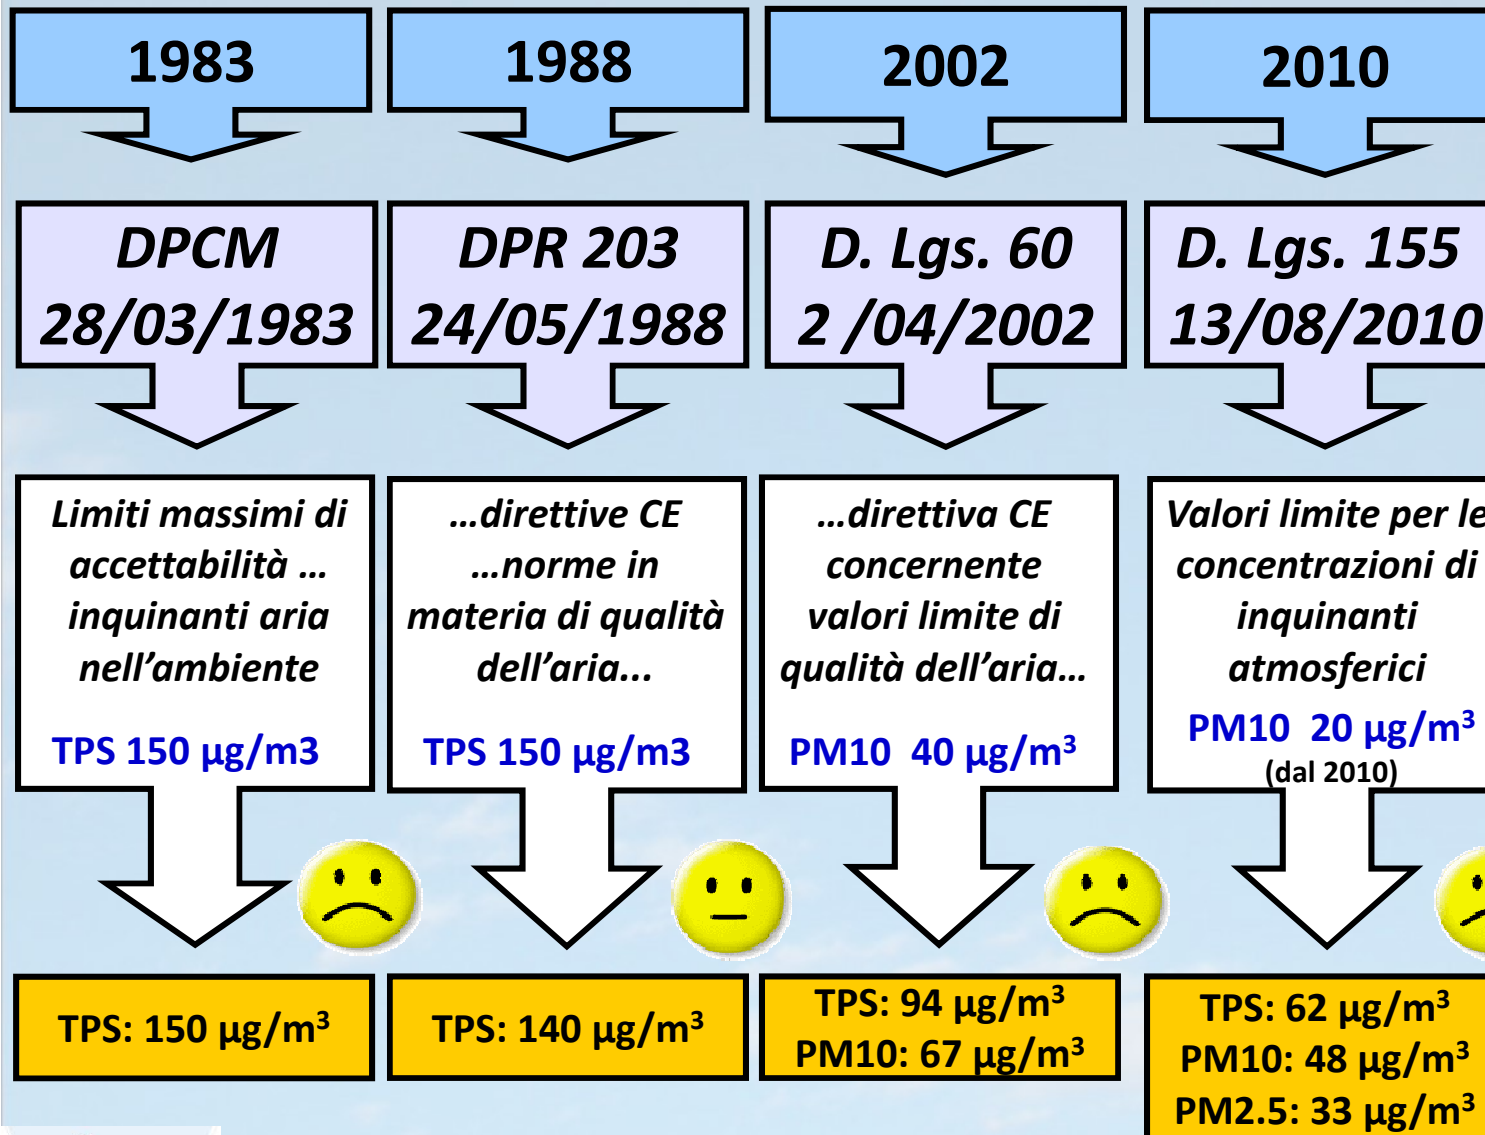 1983
DPCM
28/03/1983
Limiti massimi di
accettabilità ...
inquinanti aria
nell’ambiente
TPS 150 µg/m3
TPS: 150 µg/m³
1988
DPR 203
24/05/1988
...direttive CE
...norme in
materia di qualità
dell’aria...
TPS 150 µg/m3
TPS: 140 µg/m³
2002
D. Lgs. 60
2 /04/2002
...direttiva CE
concernente
valori limite di
qualità dell’aria...
PM10 40 µg/m³
TPS: 94 µg/m³
PM10: 67 µg/m³
2010
D. Lgs. 155
13/08/2010
Valori limite per le
concentrazioni di
inquinanti
atmosferici
PM10 20 µg/m³
(dal 2010)
TPS: 62 µg/m³
PM10: 48 µg/m³
PM2.5: 33 µg/m³